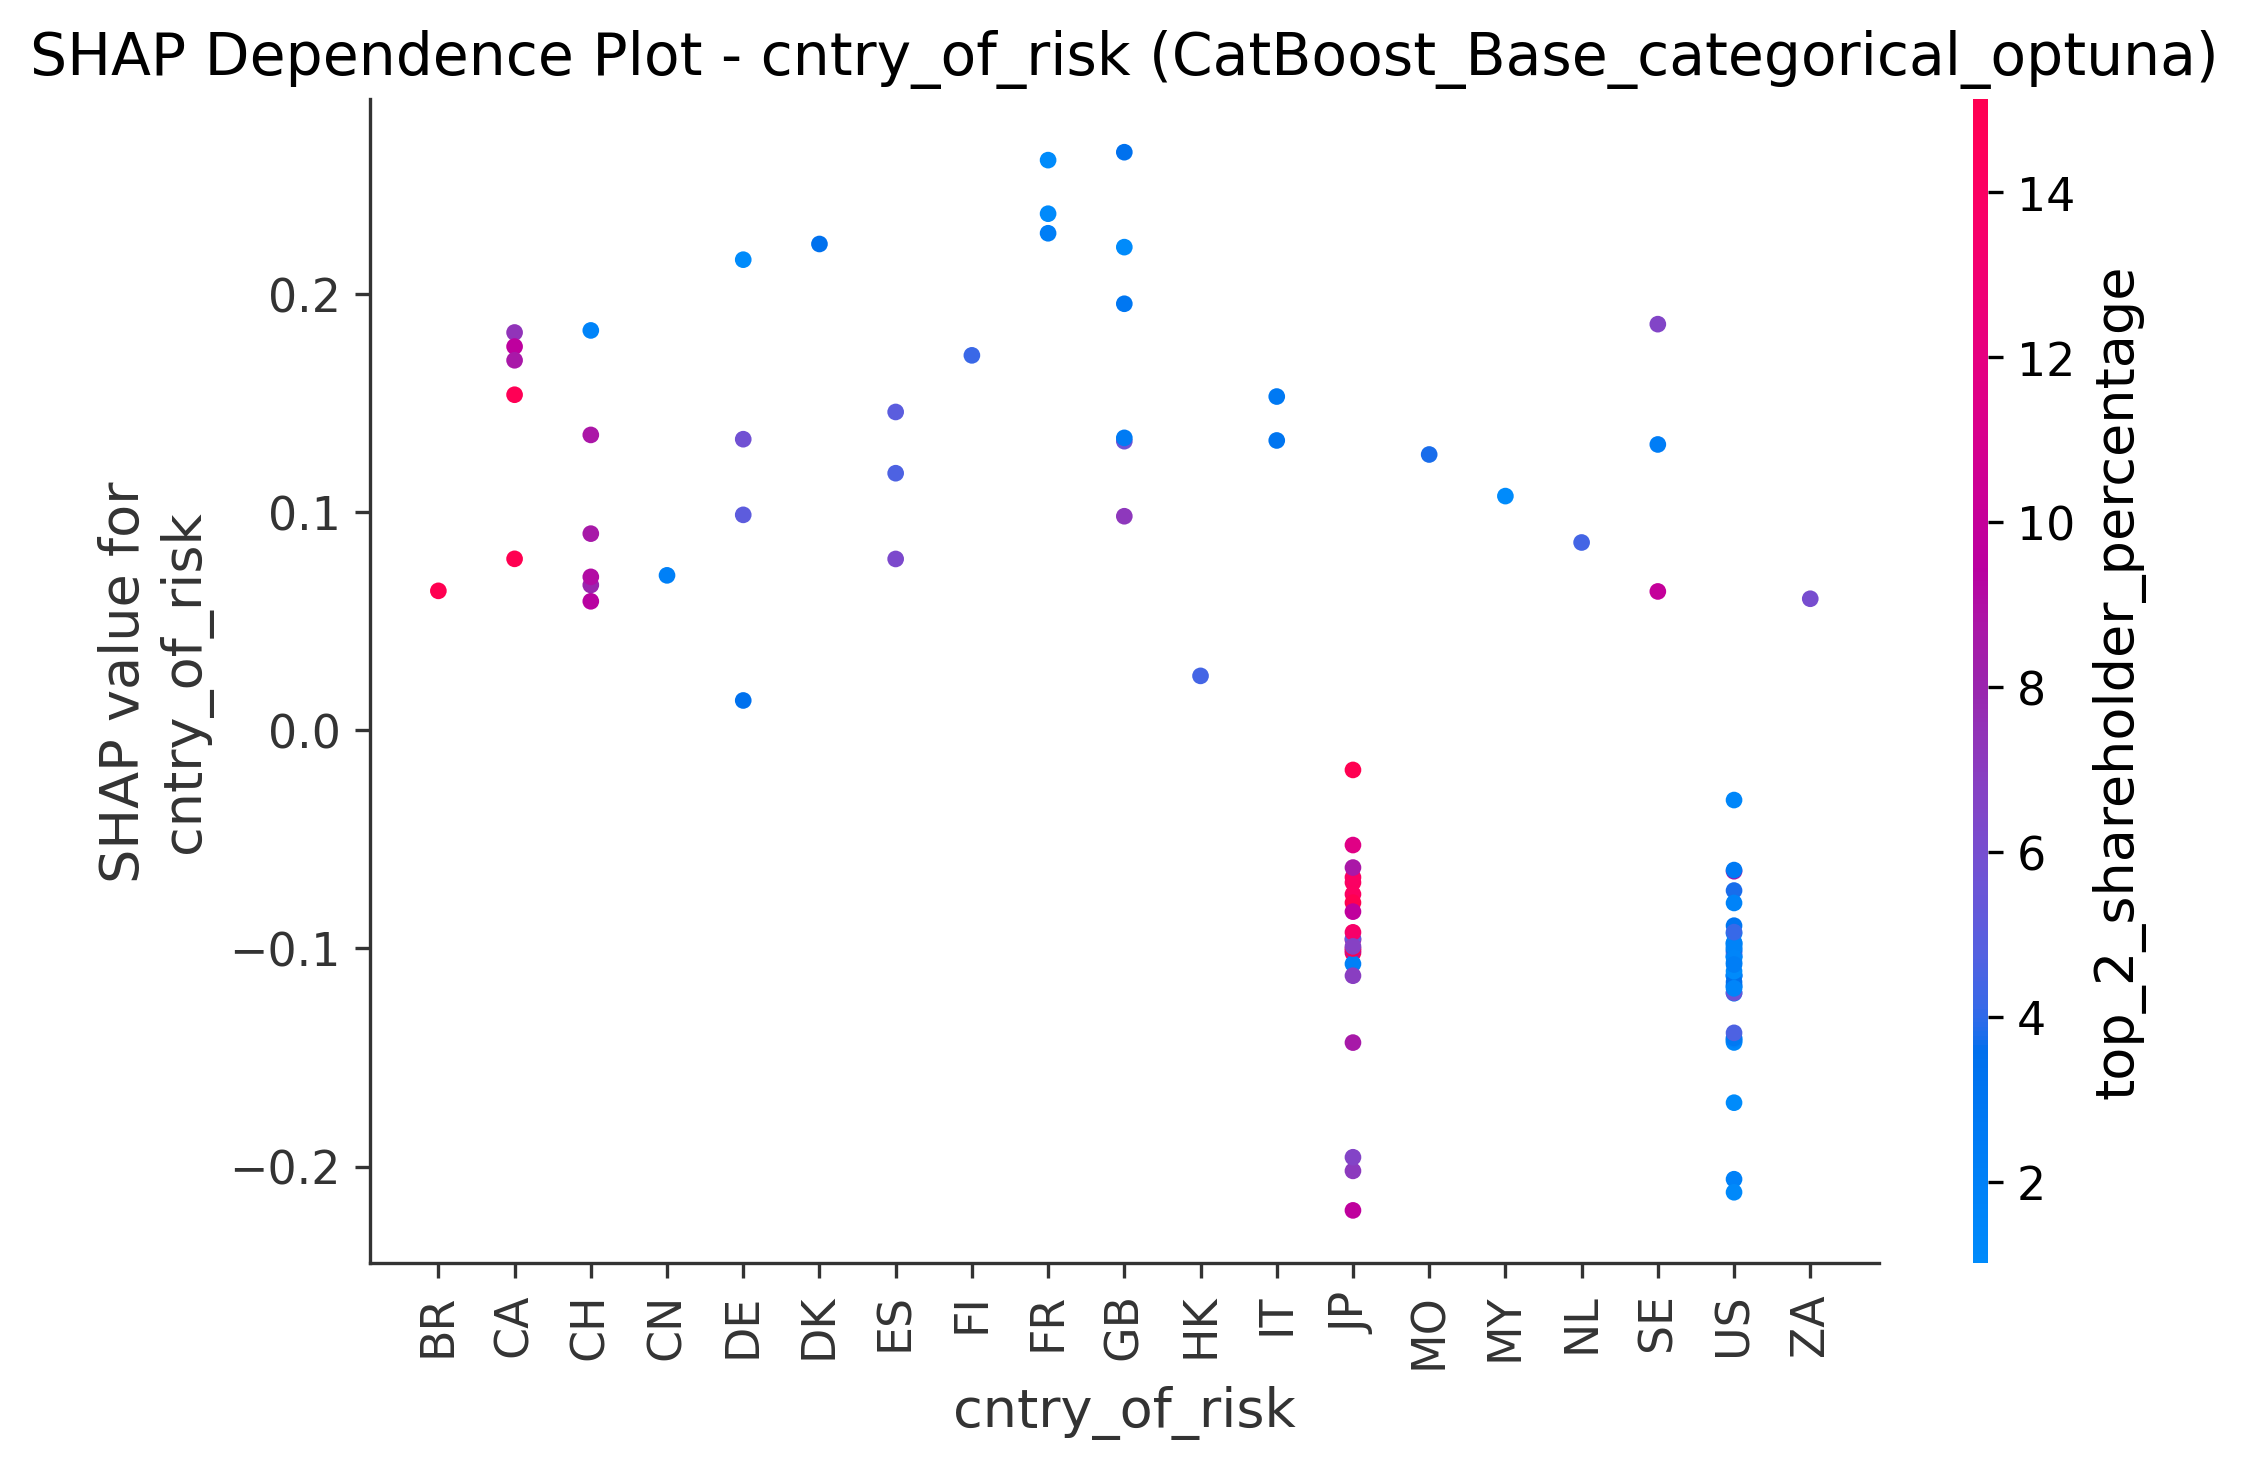 SHAP Dependence Plot - cntry_of_risk (CatBoost_Base_categorical_optuna)
SHAP value for
cntry_of_risk
0.2
0.1
0.0
−0.1
−0.2
BR
CA
CH
CN
DE
DK
ES
FI
FR
GB
HK
IT
JP
MO
MY
NL
SE
US
ZA
cntry_of_risk
14
12
10
8
6
4
2
top_2_shareholder_percentage